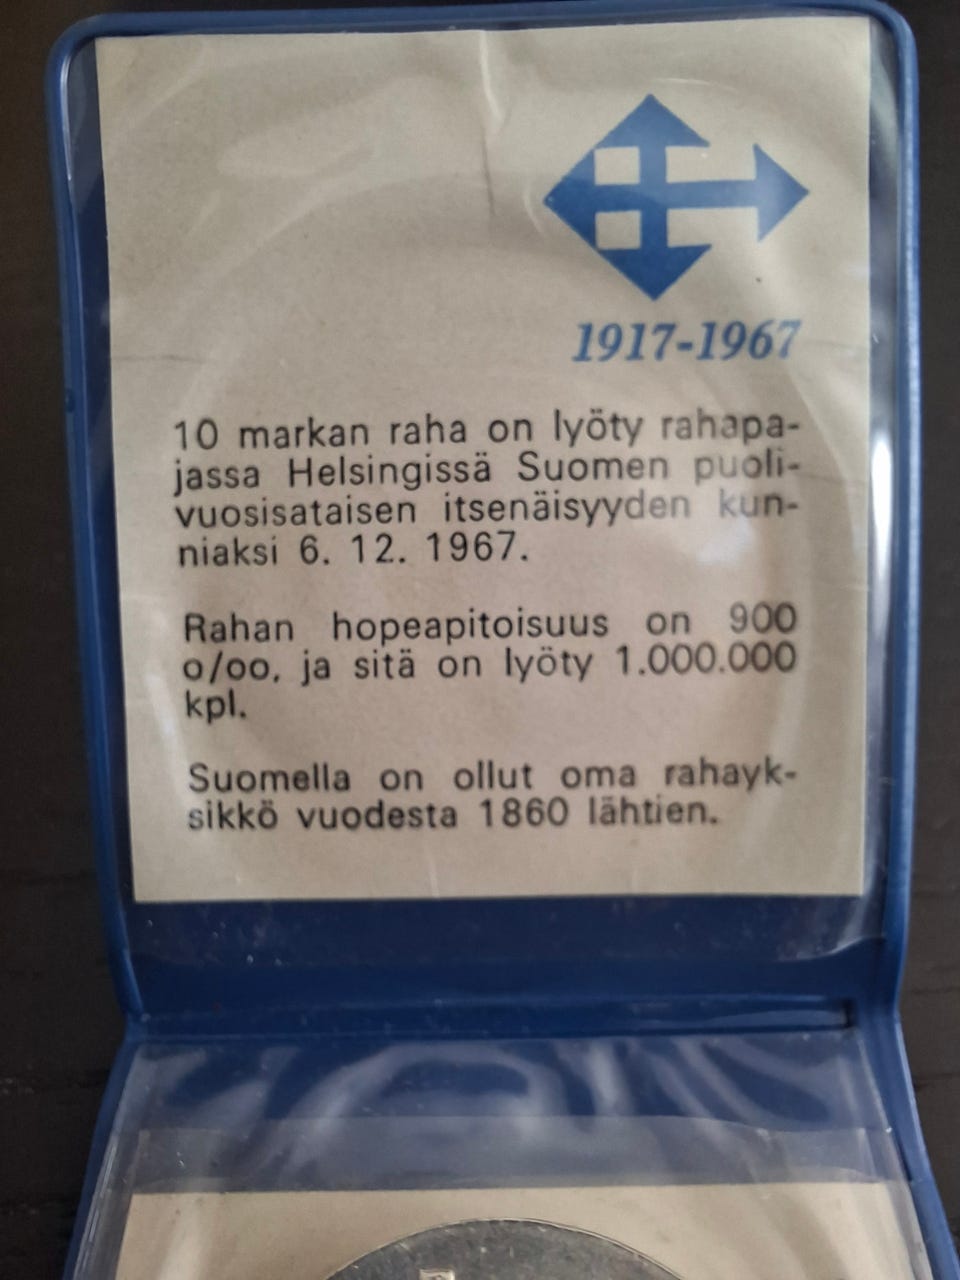 1917-1967
10 markan raha on lyöty rahapa-
jassa Helsingissä Suomen puoli-
vuosisataisen itsenäisyyden kun-
niaksi 6. 12. 1967.
Rahan hopeapitoisuus on 900
o/oo, ja sitä on lyöty 1.000.000
kpl.
Suomella on ollut oma rahayk-
sikkö vuodesta 1860 lähtien.